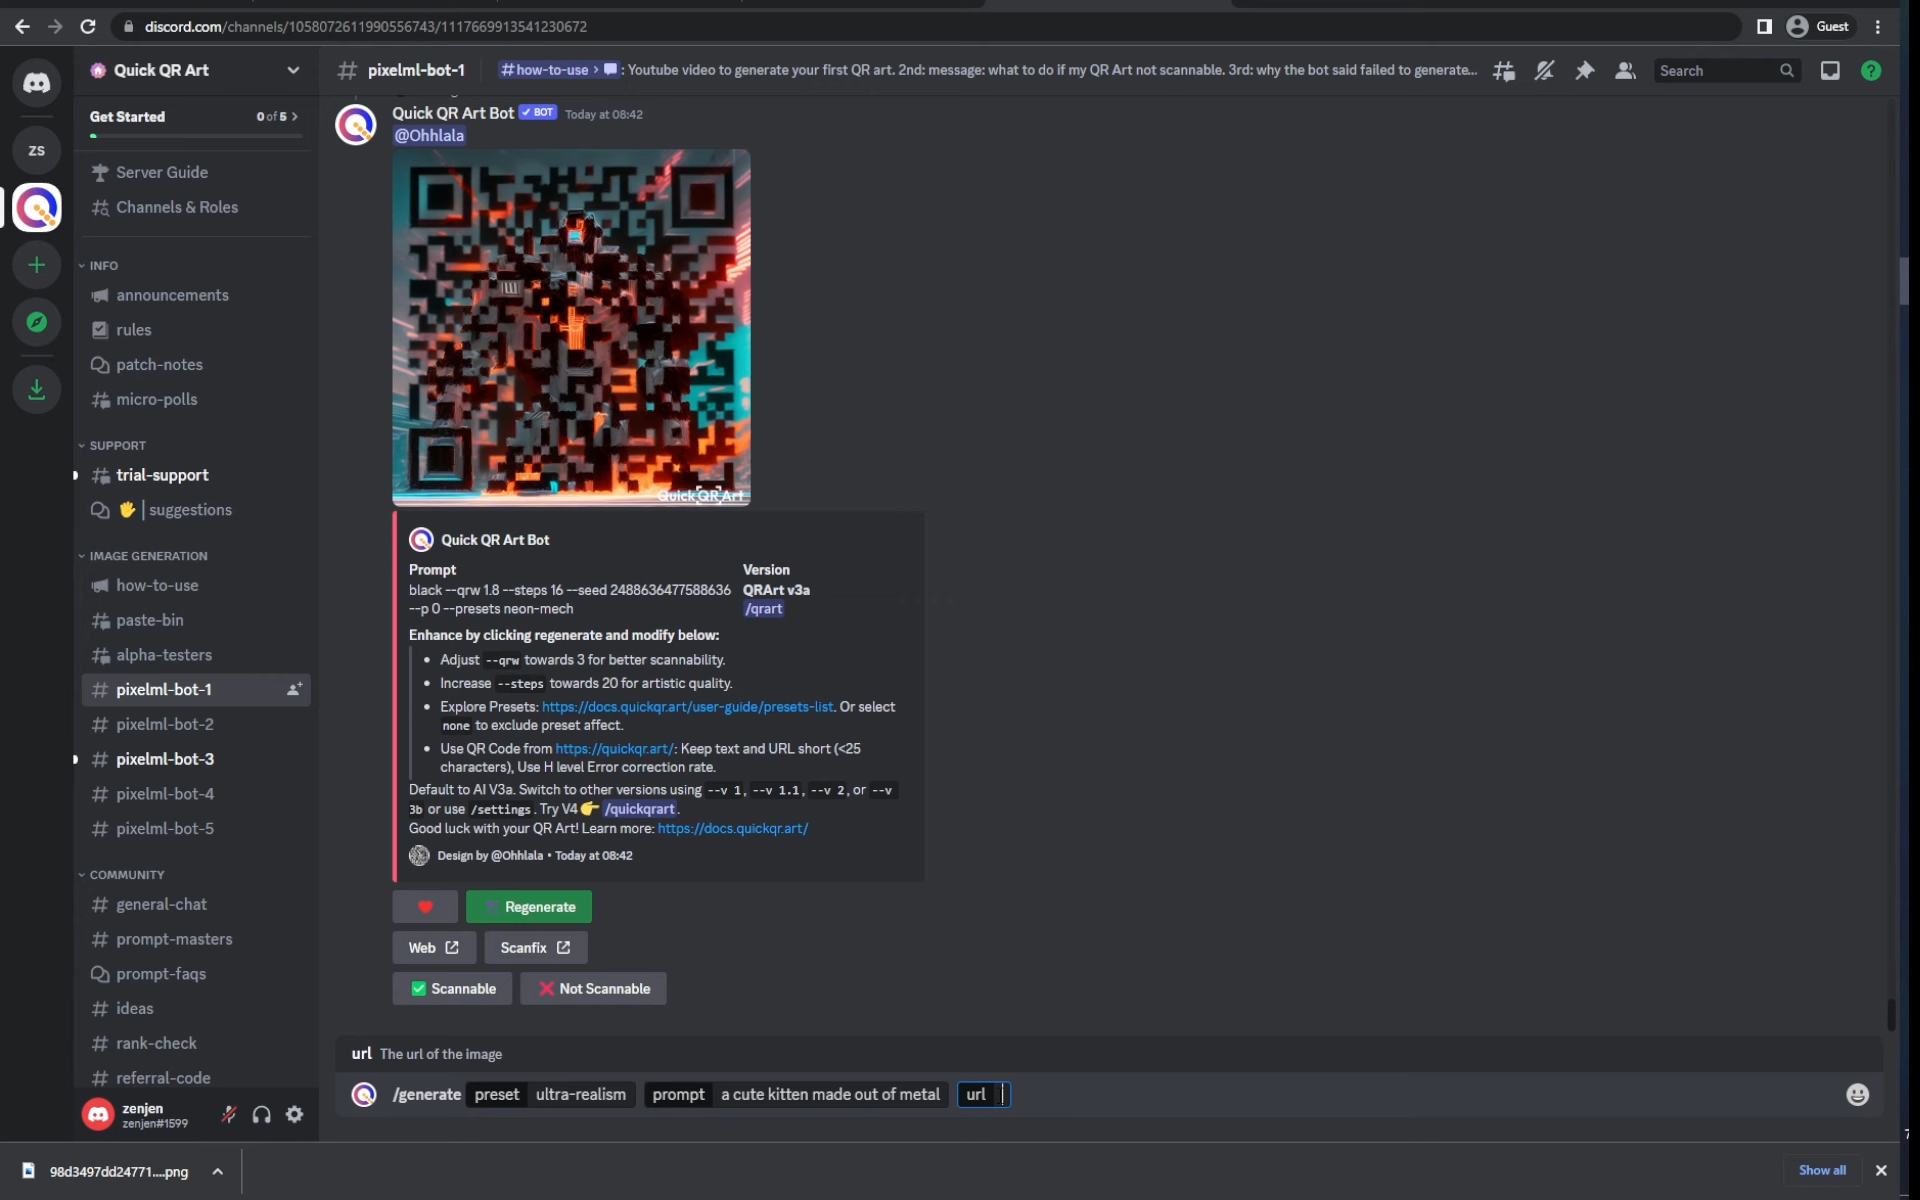 discord.com/channels/1058072611990556743/1117669913541230672
Guest
Quick QR Art
pixelml-bot-1
#how-to-use › : Youtube video to generate your first QR art. 2nd: message: what to do if my QR Art not scannable. 3rd: why the bot said failed to generate...
Search
Get Started 0 of 5 >
ZS
Server Guide
Channels & Roles
INFO
announcements
rules
patch-notes
micro-polls
SUPPORT
trial-support
| suggestions
IMAGE GENERATION
how-to-use
paste-bin
alpha-testers
pixelml-bot-1
pixelml-bot-2
pixelml-bot-3
pixelml-bot-4
pixelml-bot-5
COMMUNITY
general-chat
prompt-masters
prompt-faqs
ideas
rank-check
referral-code
zenjen
zenjen#1599
Quick QR Art Bot BOT Today at 08:42
@Ohhlala
Quick QR Art
Quick QR Art Bot
Prompt Version
black --qrw 1.8 --steps 16 --seed 2488636477588636 QRArt v3a
--p 0 --presets neon-mech /qrart
Enhance by clicking regenerate and modify below:
• Adjust --qrw towards 3 for better scannability.
• Increase --steps towards 20 for artistic quality.
• Explore Presets: https://docs.quickqr.art/user-guide/presets-list. Or select
none to exclude preset affect.
• Use QR Code from https://quickqr.art/: Keep text and URL short (<25
characters), Use H level Error correction rate.
Default to AI V3a. Switch to other versions using --v 1, --v 1.1, --v 2, or --v
3b or use /settings. Try V4 /quickqrart.
Good luck with your QR Art! Learn more: https://docs.quickqr.art/
Design by @Ohhlala • Today at 08:42
Regenerate
Web Scanfix
Scannable Not Scannable
url The url of the image
/generate preset ultra-realism prompt a cute kitten made out of metal url
98d3497dd24771....png
Show all